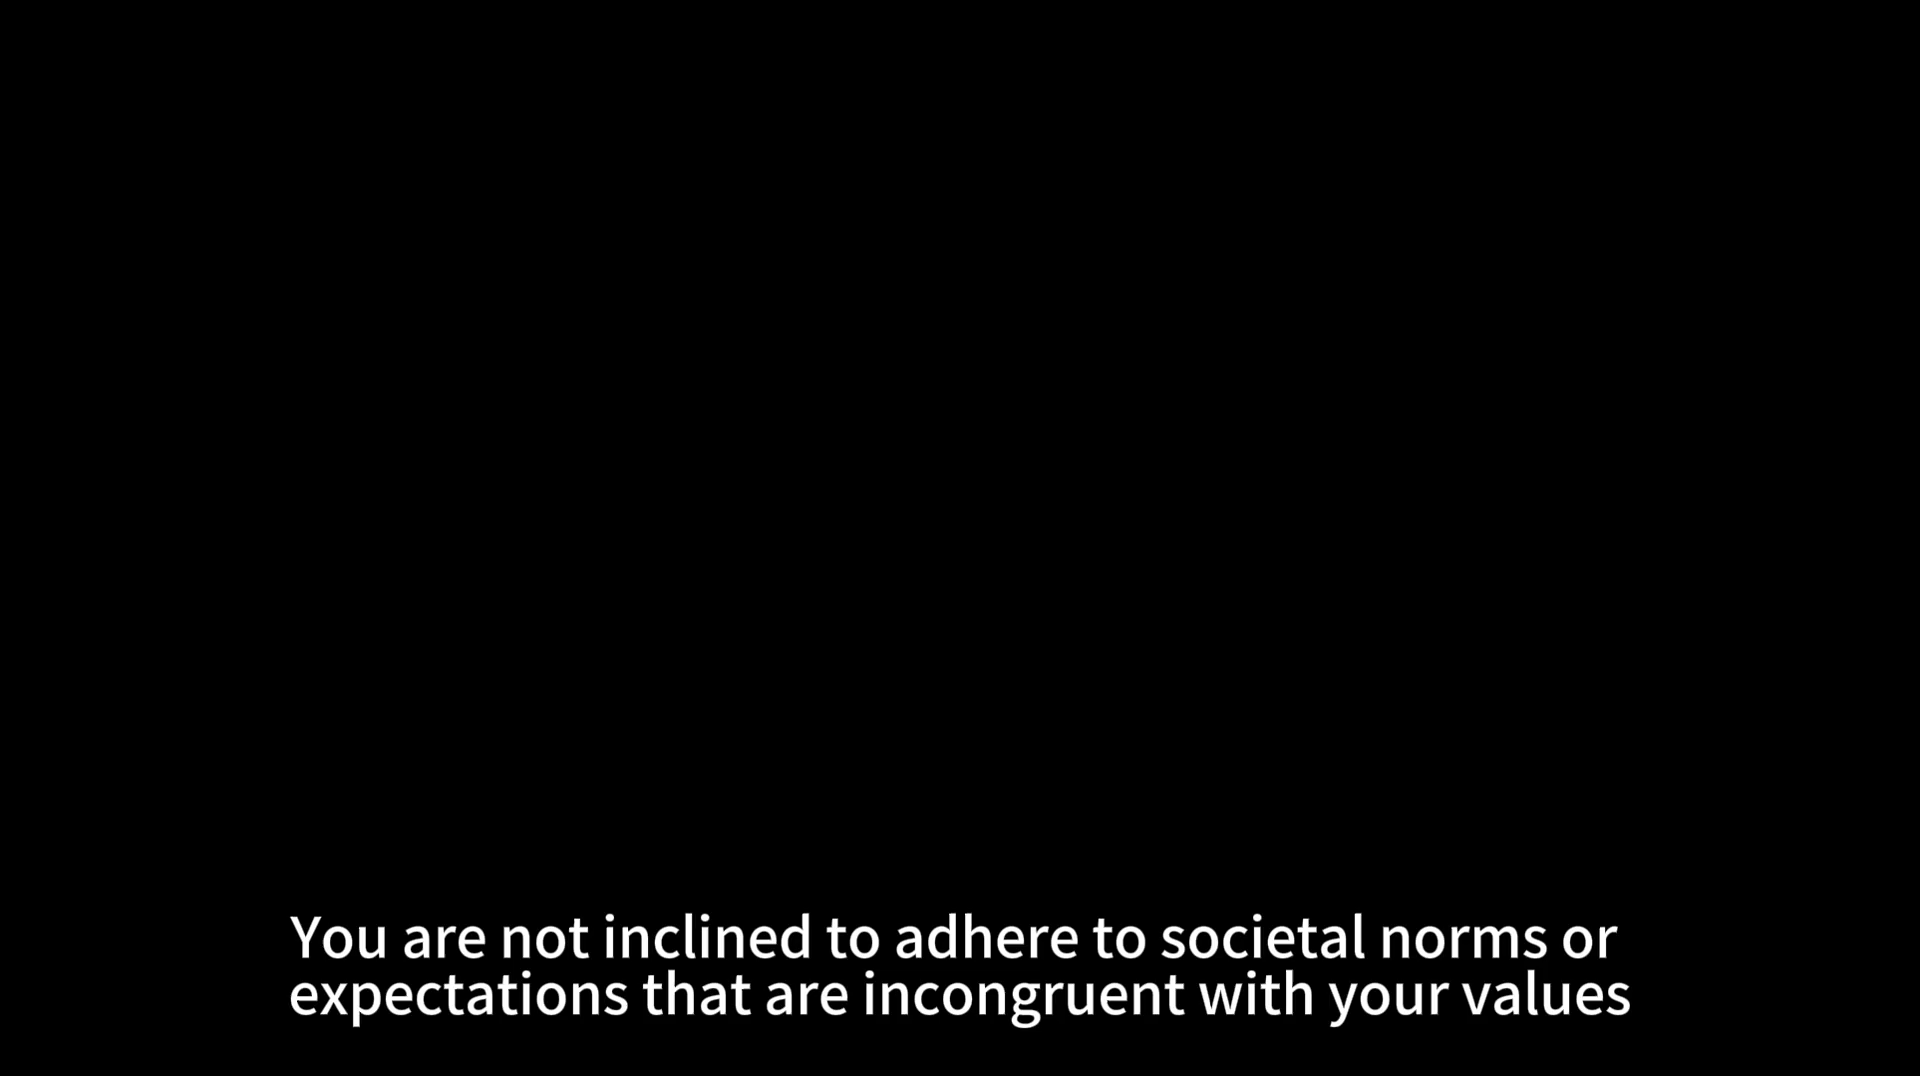 You are not inclined to adhere to societal norms or
expectations that are incongruent with your values